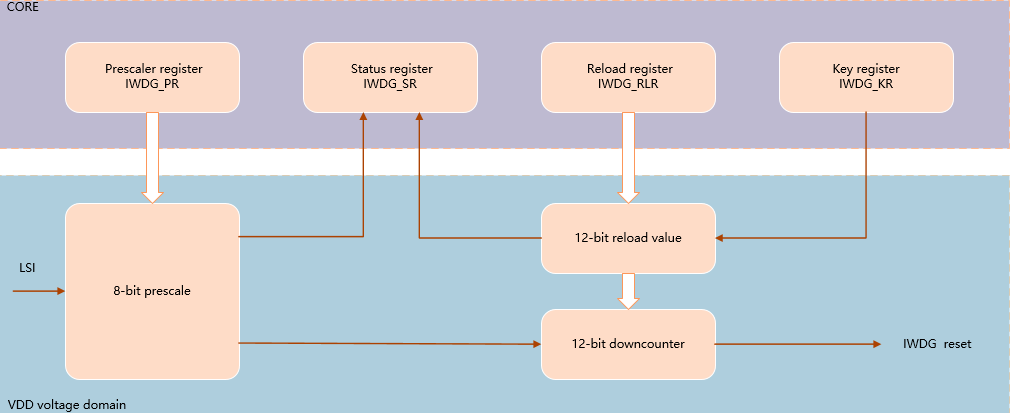 CORE
Prescaler register
IWDG_PR
Status register
IWDG_SR
Reload register
IWDG_RLR
Key register
IWDG_KR
12-bit reload value
LSI
8-bit prescale
12-bit downcounter
IWDG reset
VDD voltage domain